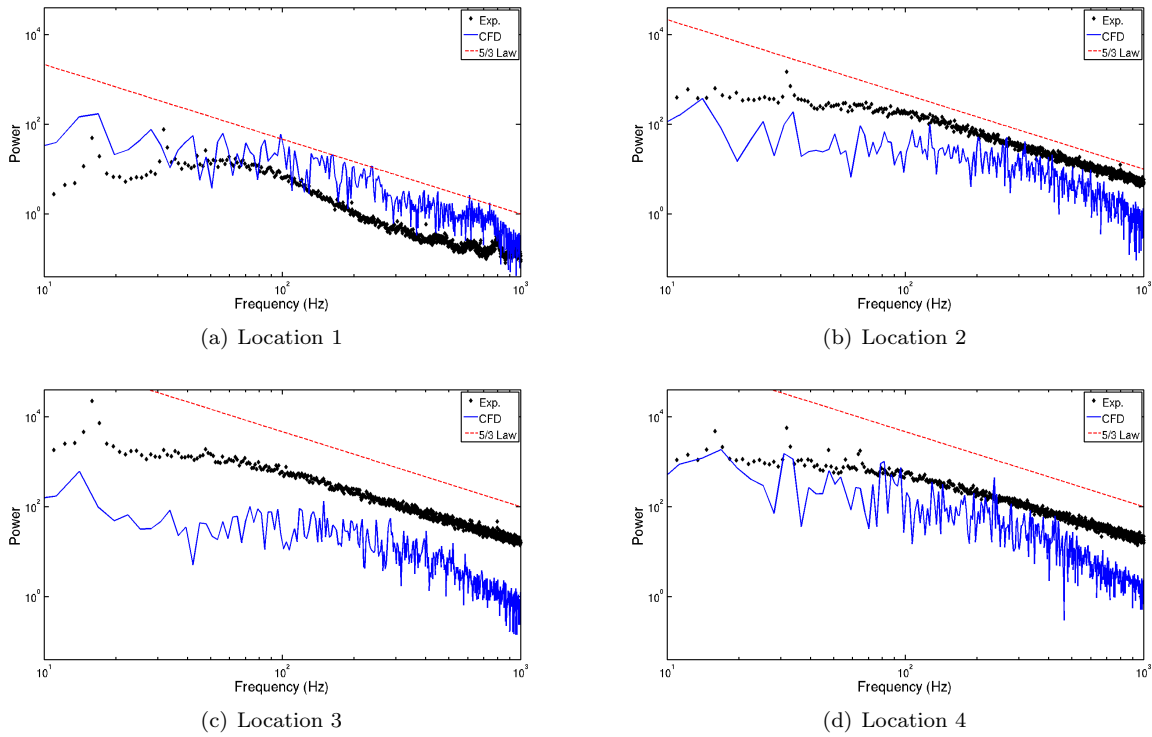 10^4
10^2
10^0
Power
10^1
10^2
10^3
Frequency (Hz)
Exp.
CFD
5/3 Law
(a) Location 1
10^4
10^2
10^0
Power
10^1
10^2
10^3
Frequency (Hz)
Exp.
CFD
5/3 Law
(b) Location 2
10^4
10^2
10^0
Power
10^1
10^2
10^3
Frequency (Hz)
Exp.
CFD
5/3 Law
(c) Location 3
10^4
10^2
10^0
Power
10^1
10^2
10^3
Frequency (Hz)
Exp.
CFD
5/3 Law
(d) Location 4